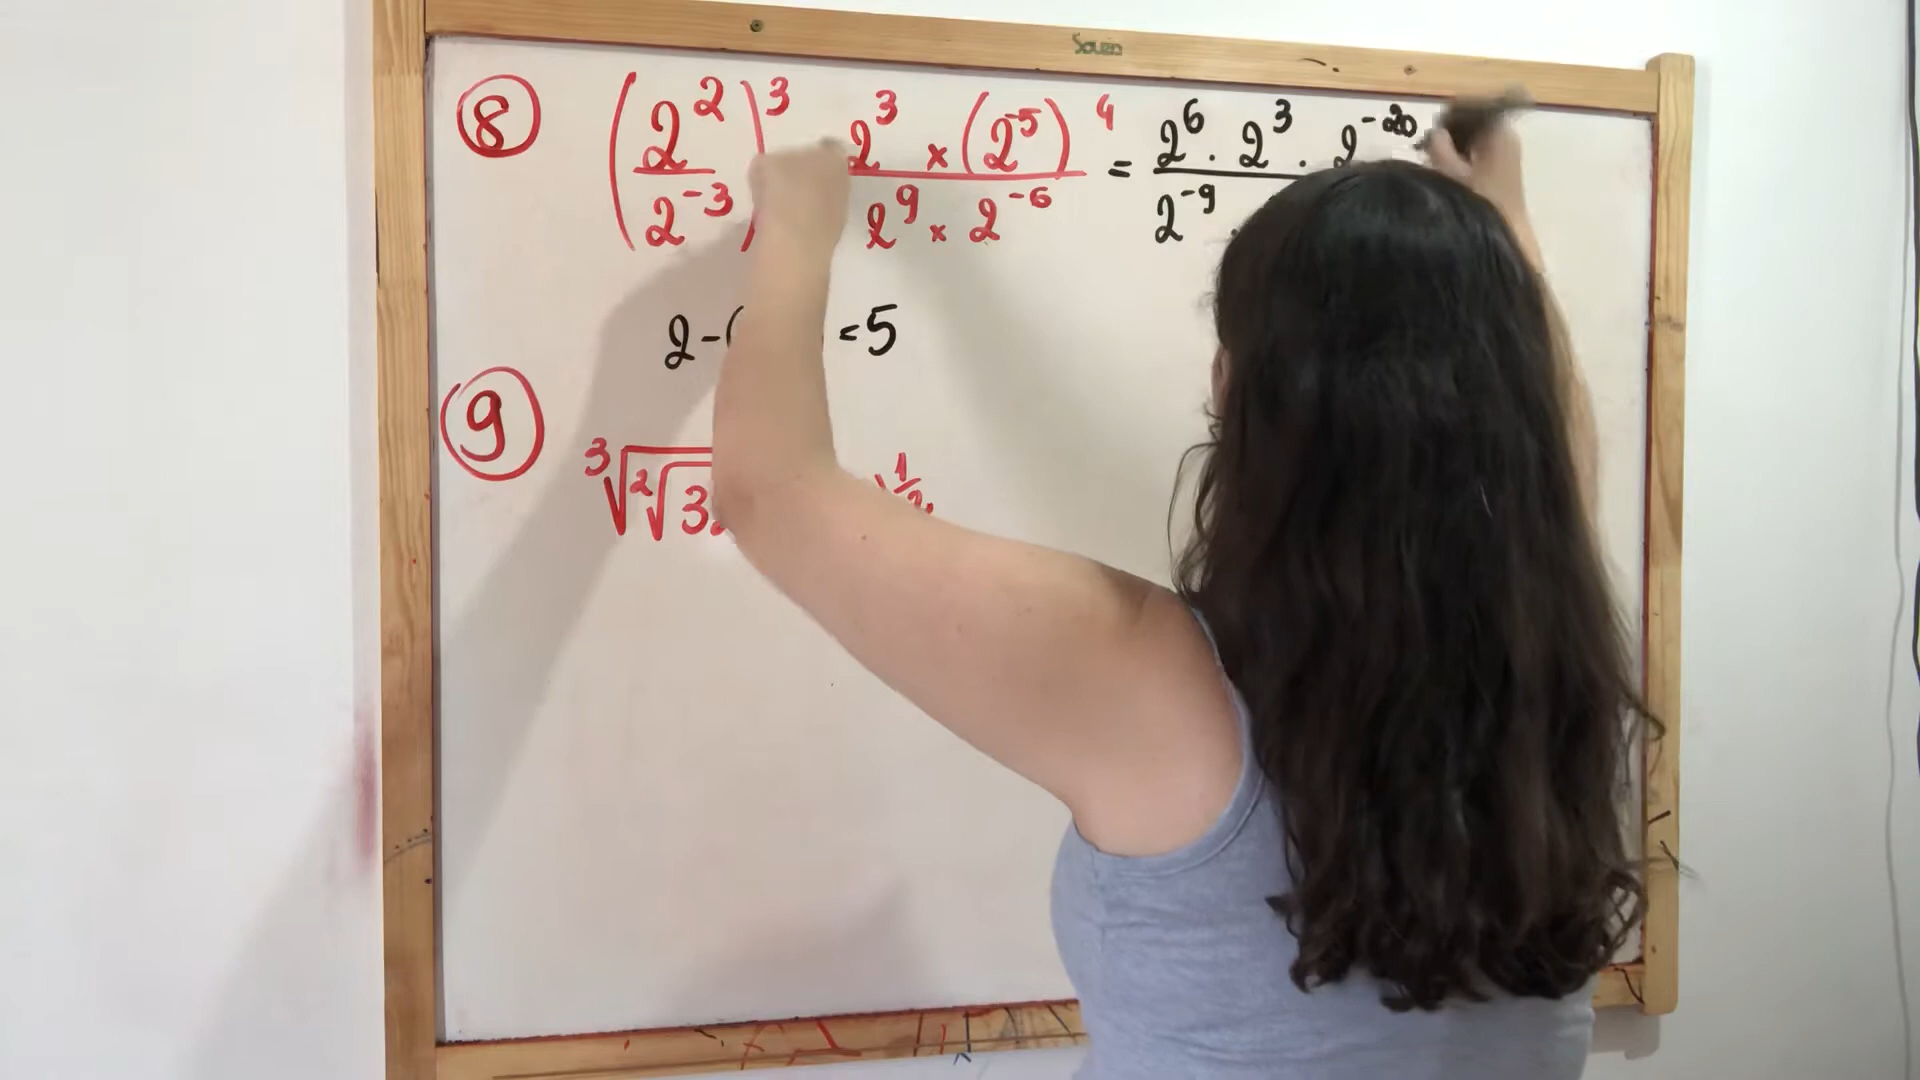 Souza
8 (2^2/2^-3)^3 2^3 × (2^-5)^4 / 2^9 × 2^-6 = 2^6 . 2^3 . 2^-20 / 2^-9 .
2 - ( = 5
9 ∛(²√3 1/2